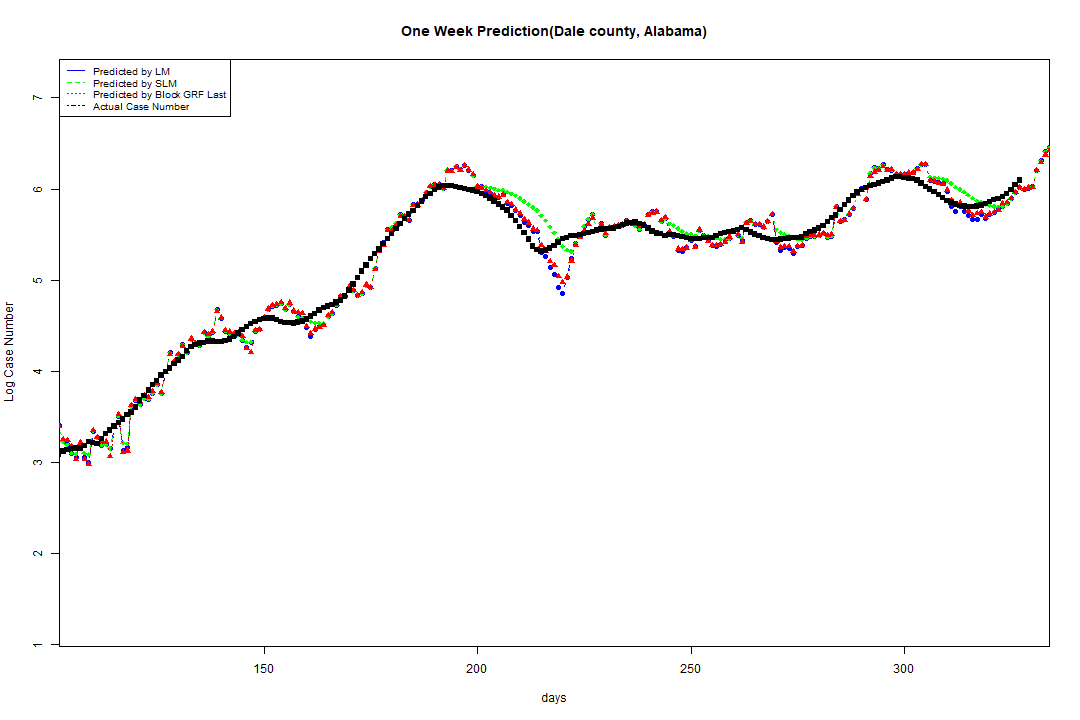 One Week Prediction(Dale county, Alabama)
Predicted by LM
Predicted by SLM
Predicted by Block GRF Last
Actual Case Number
7
6
5
4
3
2
1
Log Case Number
150
200
250
300
days